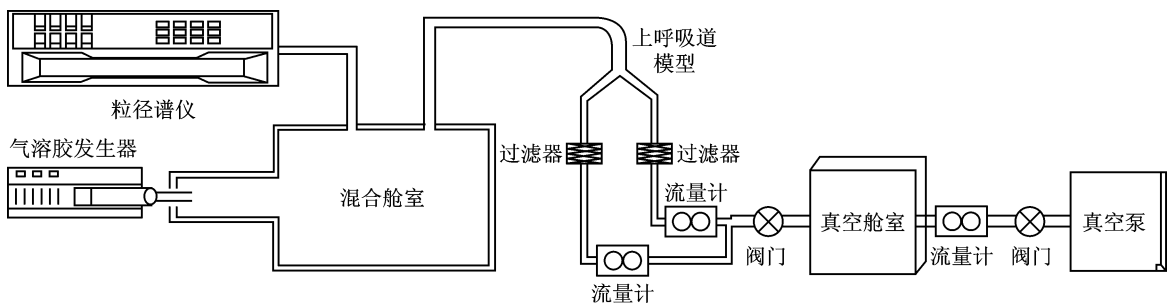 上呼吸道
模型
粒径谱仪
气溶胶发生器
过滤器
过滤器
混合舱室
流量计
真空舱室
真空泵
阀门
流量计
阀门
流量计